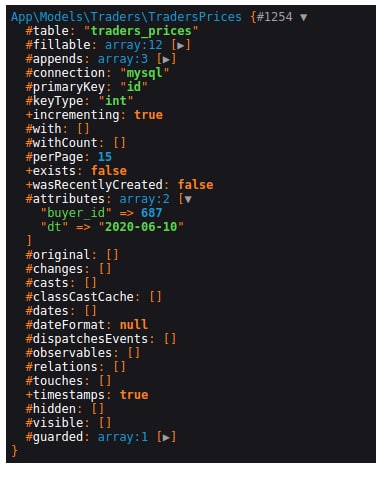 App\Models\Traders\TradersPrices {#1254 ▼
  #table: "traders_prices"
  #fillable: array:12 [▶]
  #appends: array:3 [▶]
  #connection: "mysql"
  #primaryKey: "id"
  #keyType: "int"
  +incrementing: true
  #with: []
  #withCount: []
  #perPage: 15
  +exists: false
  +wasRecentlyCreated: false
  #attributes: array:2 [▼
    "buyer_id" => 687
    "dt" => "2020-06-10"
  ]
  #original: []
  #changes: []
  #casts: []
  #classCastCache: []
  #dates: []
  #dateFormat: null
  #dispatchesEvents: []
  #observables: []
  #relations: []
  #touches: []
  +timestamps: true
  #hidden: []
  #visible: []
  #guarded: array:1 [▶]
}